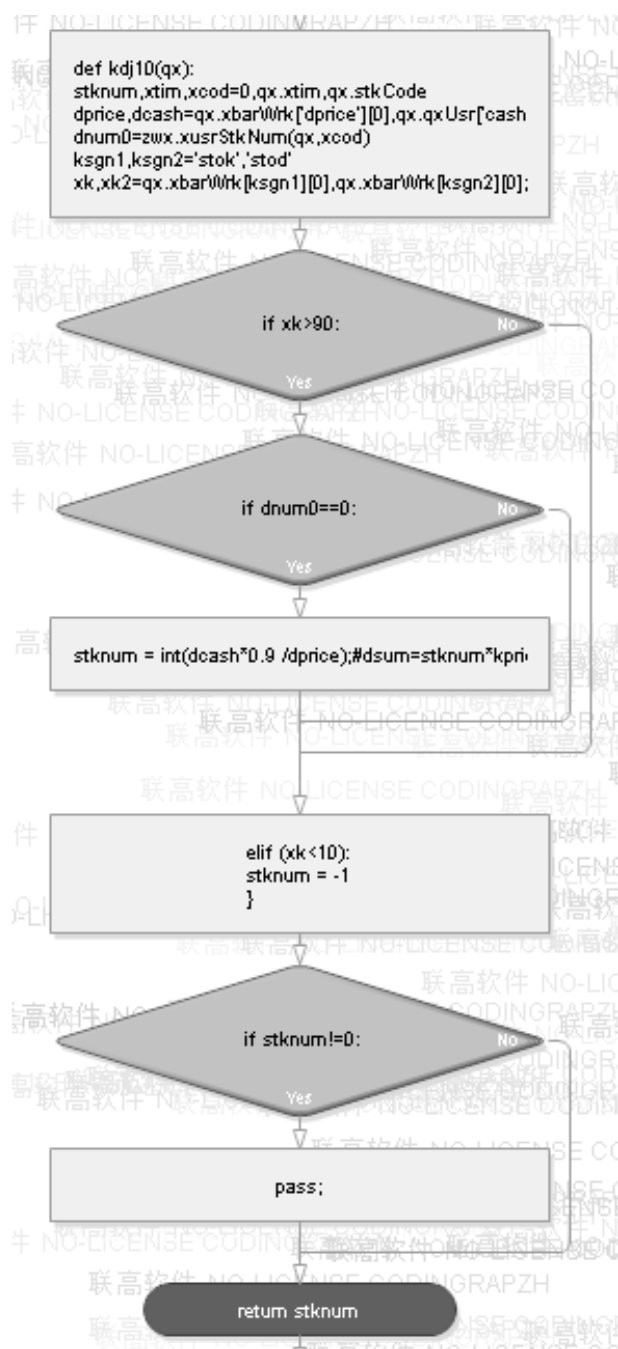 def kdj10(qx):
stknum,xtim,xcod=0,qx.xtim,qx.stkCode
dprice,dcash=qx.xbarWrk['dprice'][0],qx.qxUsr['cash
dnum0=zwx.xusrStkNum(qx,xcod)
ksgn1,ksgn2='stok','stod'
xk,xk2=qx.xbarWrk[ksgn1][0],qx.xbarWrk[ksgn2][0];
if xk>90:
No
Yes
if dnum0==0:
No
Yes
stknum = int(dcash*0.9 /dprice);#dsum=stknum*kpri
elif (xk<10):
stknum = -1
}
if stknum!=0:
No
Yes
pass;
联高软件 NO-LICENSE CODINGRAPZH
return stknum